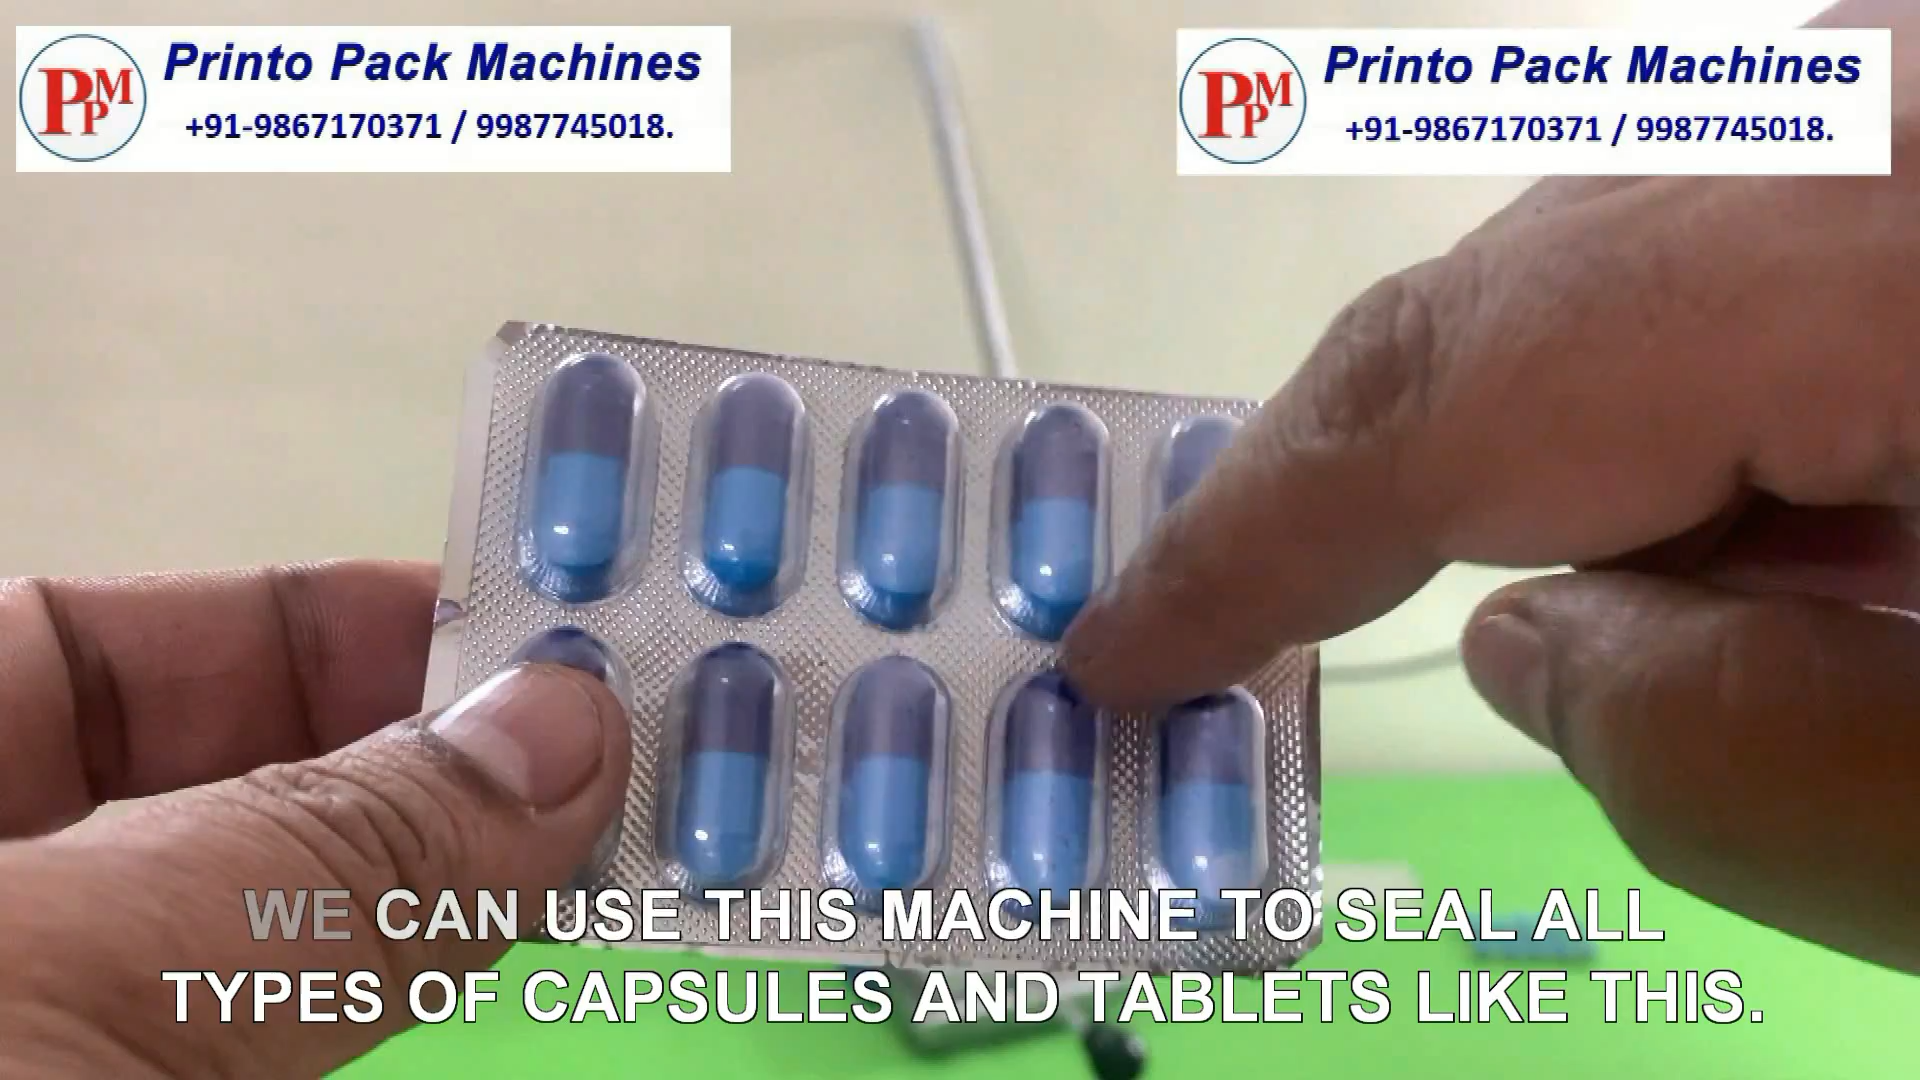 PPM
Printo Pack Machines
+91-9867170371 / 9987745018.
PPM
Printo Pack Machines
+91-9867170371 / 9987745018.
WE CAN USE THIS MACHINE TO SEAL ALL
TYPES OF CAPSULES AND TABLETS LIKE THIS.